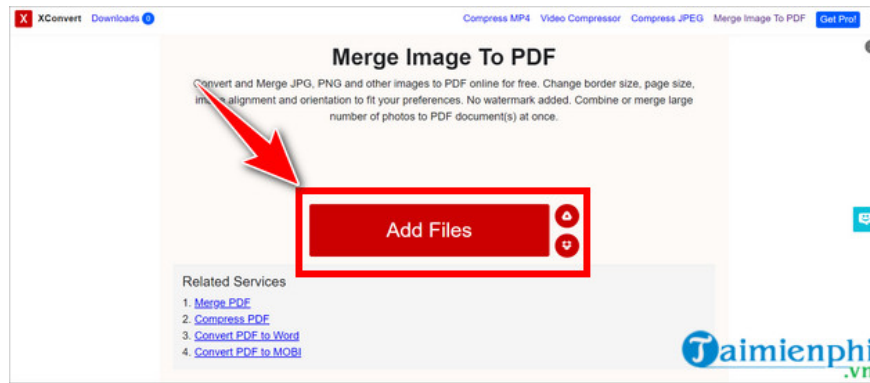 X XConvert Downloads 0 Compress MP4 Video Compressor Compress JPEG Merge Image To PDF Get Pro!
Merge Image To PDF
Convert and Merge JPG, PNG and other images to PDF online for free. Change border size, page size,
image alignment and orientation to fit your preferences. No watermark added. Combine or merge large
number of photos to PDF document(s) at once.
Add Files
Related Services
1. Merge PDF
2. Compress PDF
3. Convert PDF to Word
4. Convert PDF to MOBI
Taimienphi
.vn